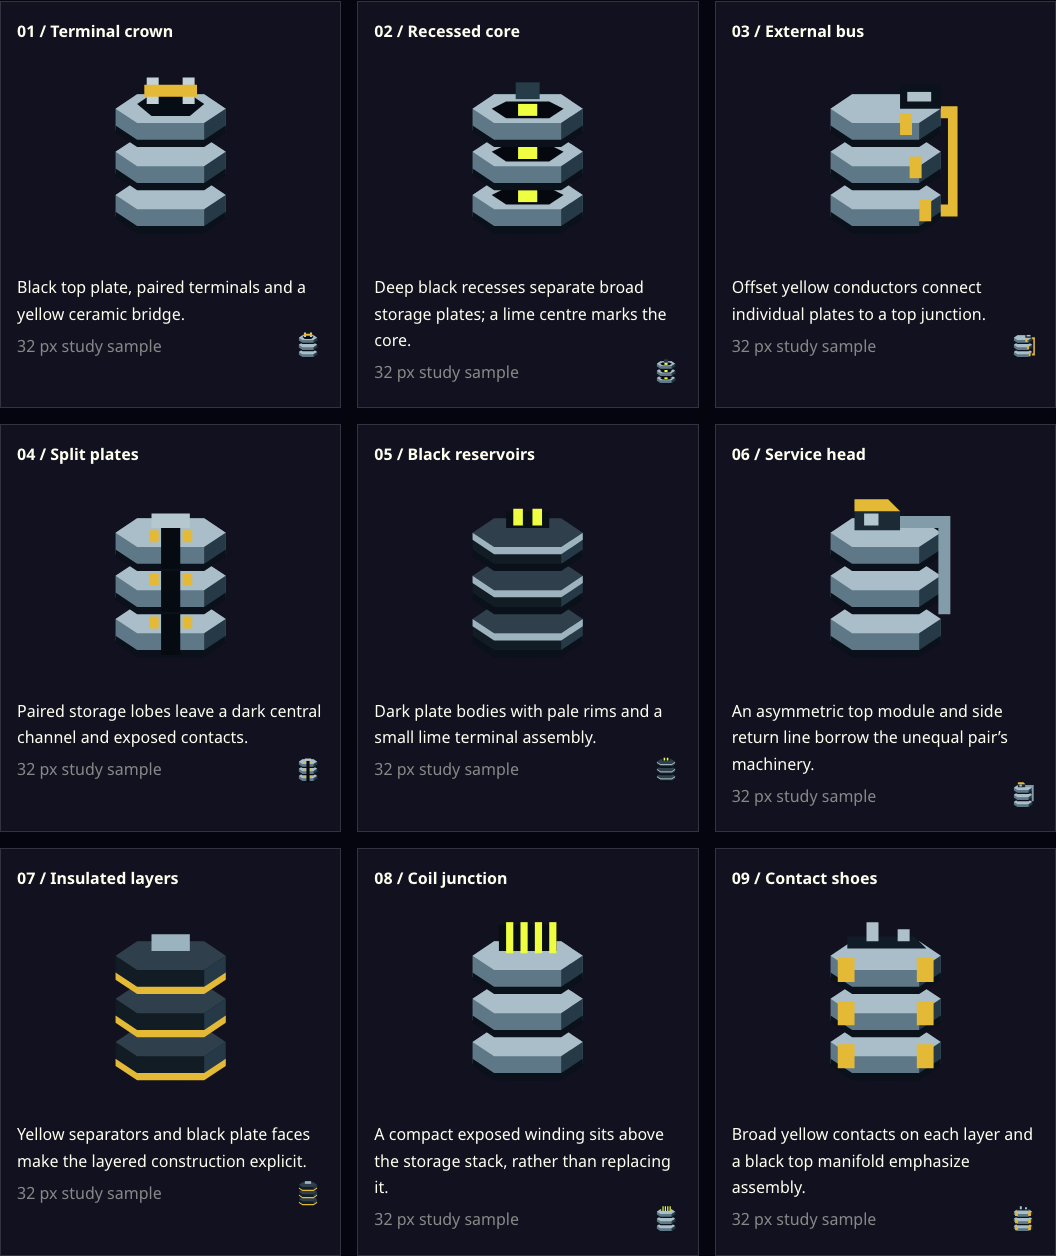 01 / Terminal crown
Black top plate, paired terminals and a
yellow ceramic bridge.
32 px study sample
02 / Recessed core
Deep black recesses separate broad
storage plates; a lime centre marks the
core.
32 px study sample
03 / External bus
Offset yellow conductors connect
individual plates to a top junction.
32 px study sample
04 / Split plates
Paired storage lobes leave a dark central
channel and exposed contacts.
32 px study sample
05 / Black reservoirs
Dark plate bodies with pale rims and a
small lime terminal assembly.
32 px study sample
06 / Service head
An asymmetric top module and side
return line borrow the unequal pair’s
machinery.
32 px study sample
07 / Insulated layers
Yellow separators and black plate faces
make the layered construction explicit.
32 px study sample
08 / Coil junction
A compact exposed winding sits above
the storage stack, rather than replacing
it.
32 px study sample
09 / Contact shoes
Broad yellow contacts on each layer and
a black top manifold emphasize
assembly.
32 px study sample